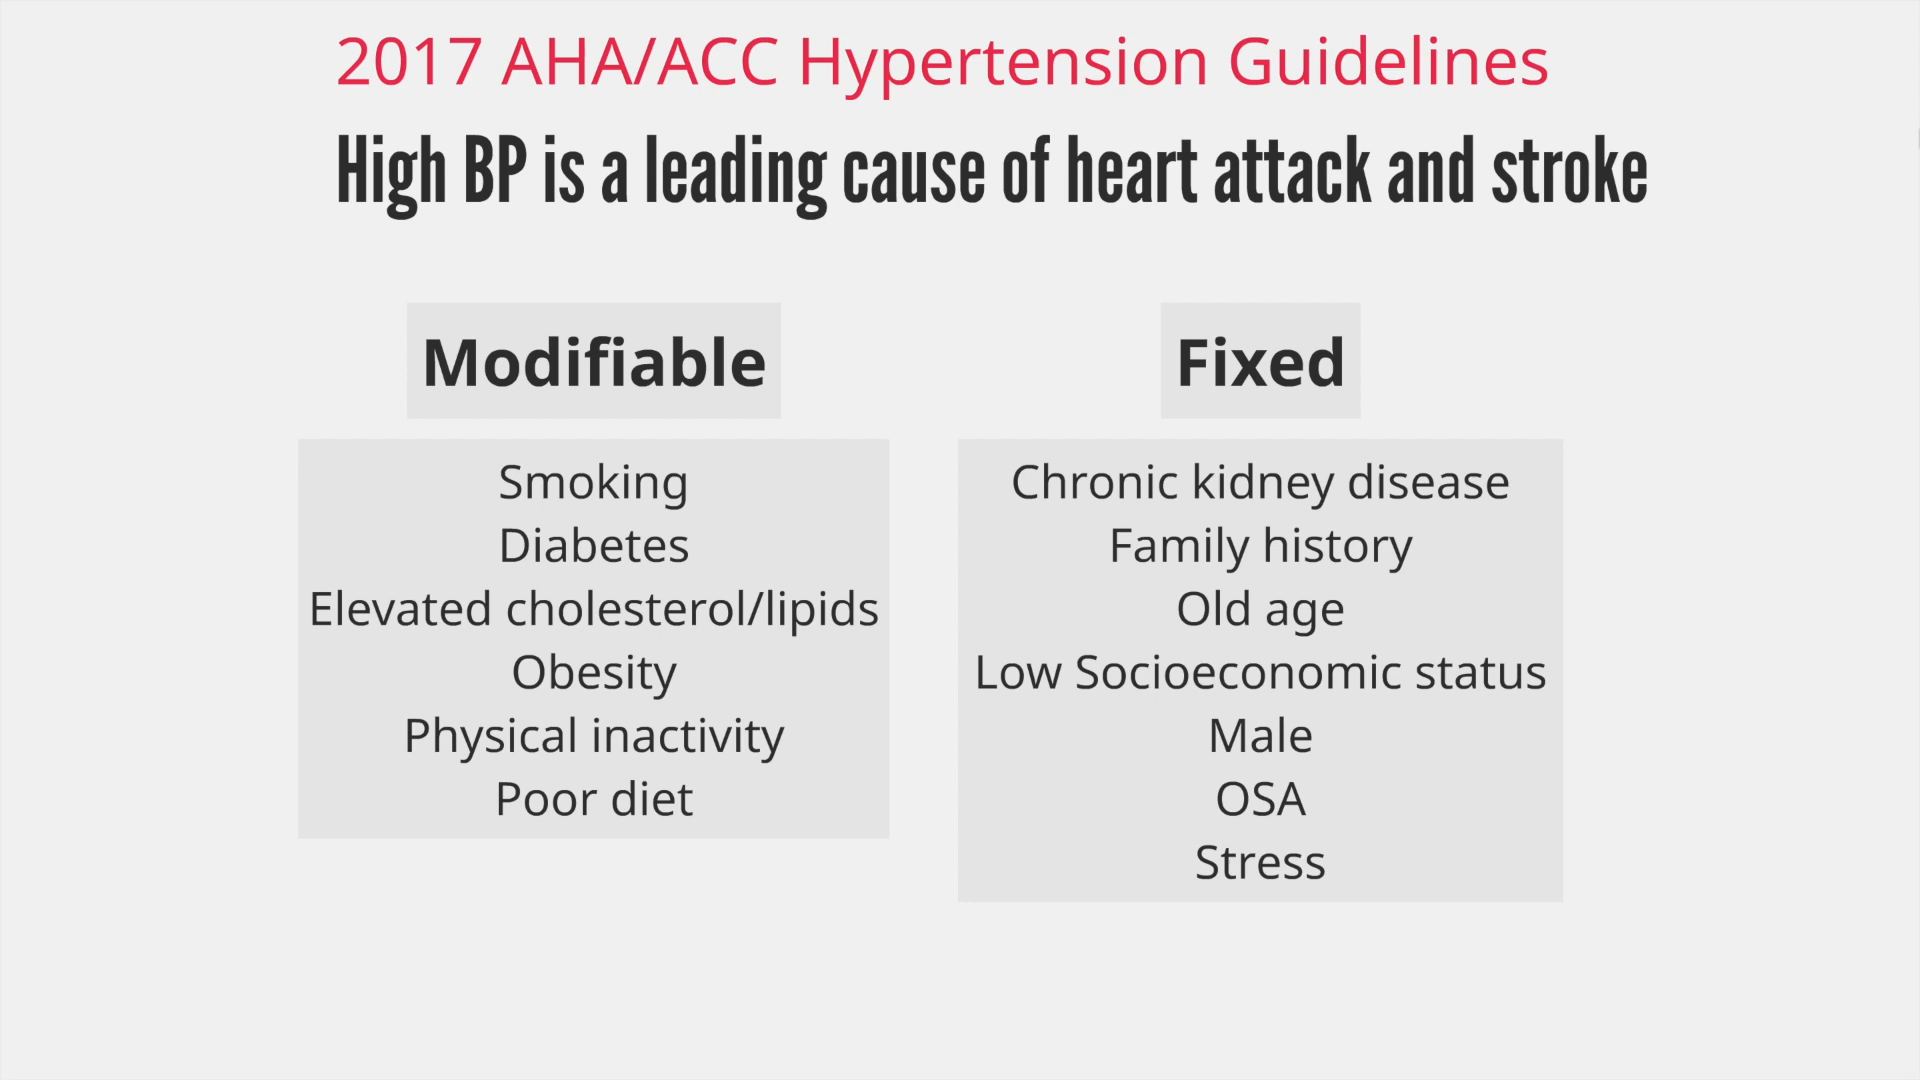 2017 AHA/ACC Hypertension Guidelines
High BP is a leading cause of heart attack and stroke
Modifiable
Smoking
Diabetes
Elevated cholesterol/lipids
Obesity
Physical inactivity
Poor diet
Fixed
Chronic kidney disease
Family history
Old age
Low Socioeconomic status
Male
OSA
Stress